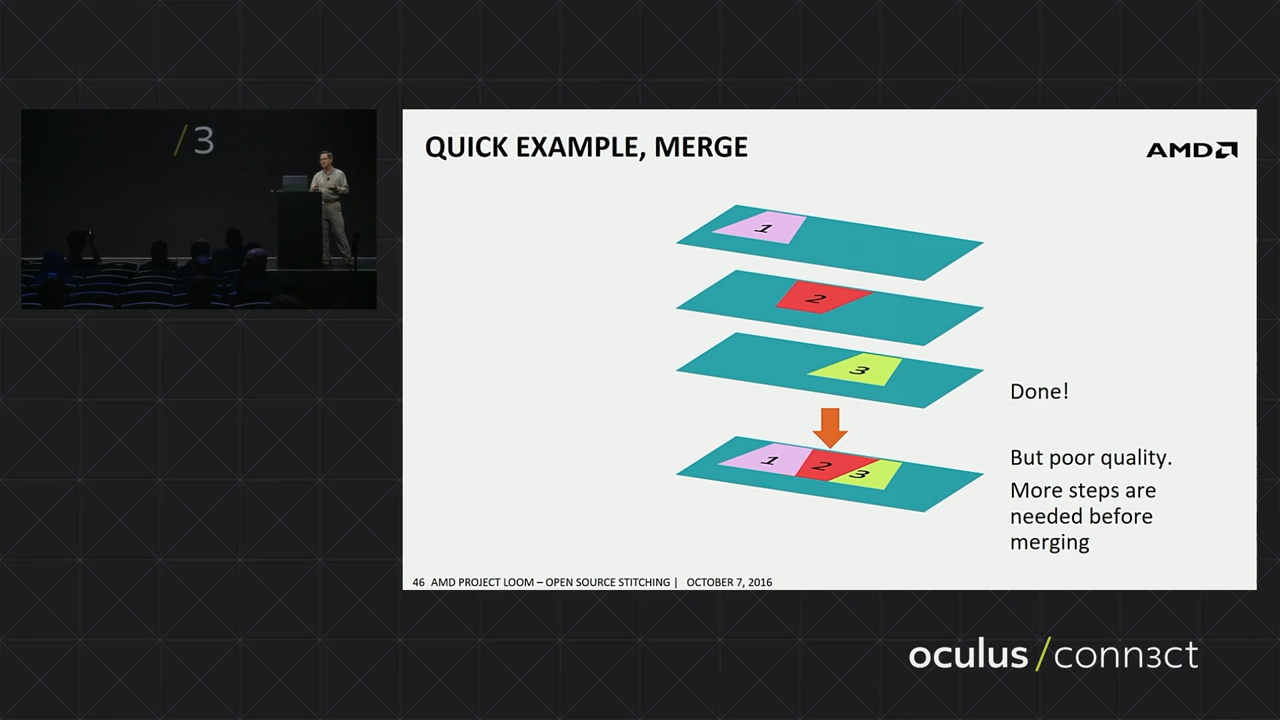 /3
QUICK EXAMPLE, MERGE
AMD
1
2
3
Done!
1
2
3
But poor quality.
More steps are
needed before
merging
46 AMD PROJECT LOOM – OPEN SOURCE STITCHING | OCTOBER 7, 2016
oculus /conn3ct